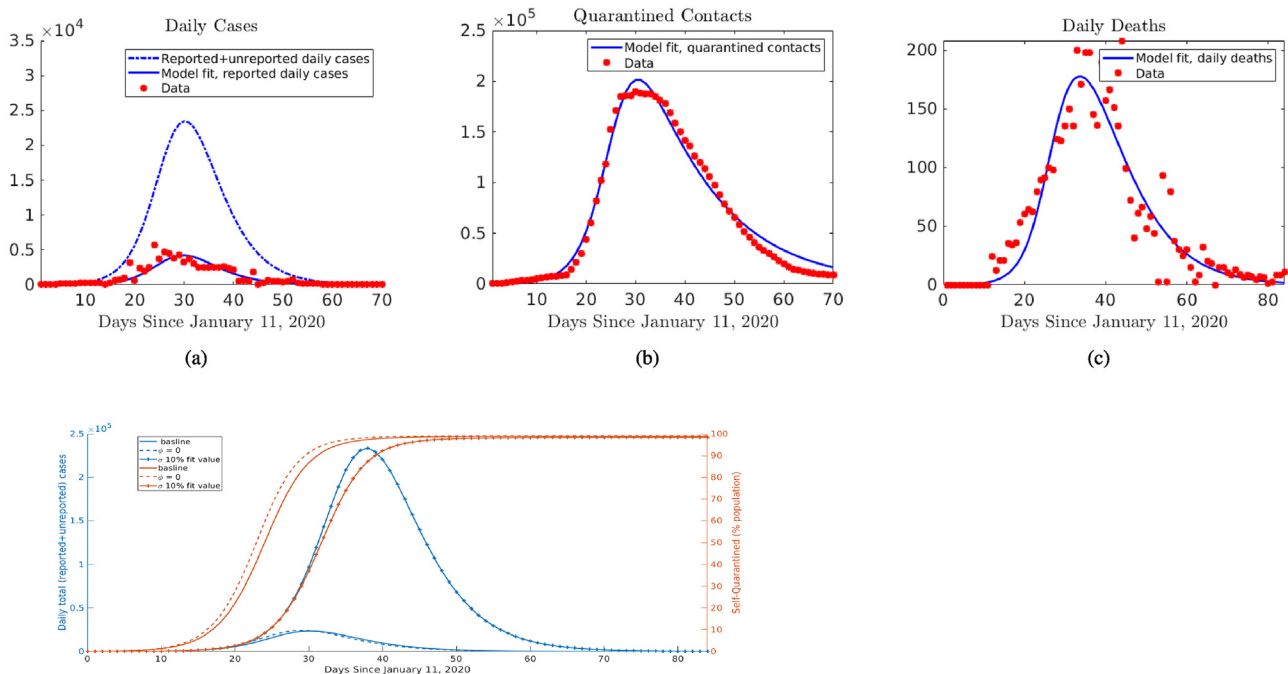 Daily Cases
×10⁴
3.5
3
2.5
2
1.5
1
0.5
0
Reported+unreported daily cases
Model fit, reported daily cases
Data
10 20 30 40 50 60 70
Days Since January 11, 2020
(a)
Quarantined Contacts
×10⁵
2.5
2
1.5
1
0.5
0
Model fit, quarantined contacts
Data
10 20 30 40 50 60 70
Days Since January 11, 2020
(b)
Daily Deaths
200
150
100
50
0
Model fit, daily deaths
Data
0 20 40 60 80
Days Since January 11, 2020
(c)
×10⁵
2.5
2
1.5
1
0.5
0
Daily total (reported+unreported) cases
basline
ψ = 0
σ 10% fit value
basline
ψ = 0
σ 10% fit value
100
90
80
70
60
50
40
30
20
10
0
Self-Quarantined (% population)
0 10 20 30 40 50 60 70 80
Days Since January 11, 2020